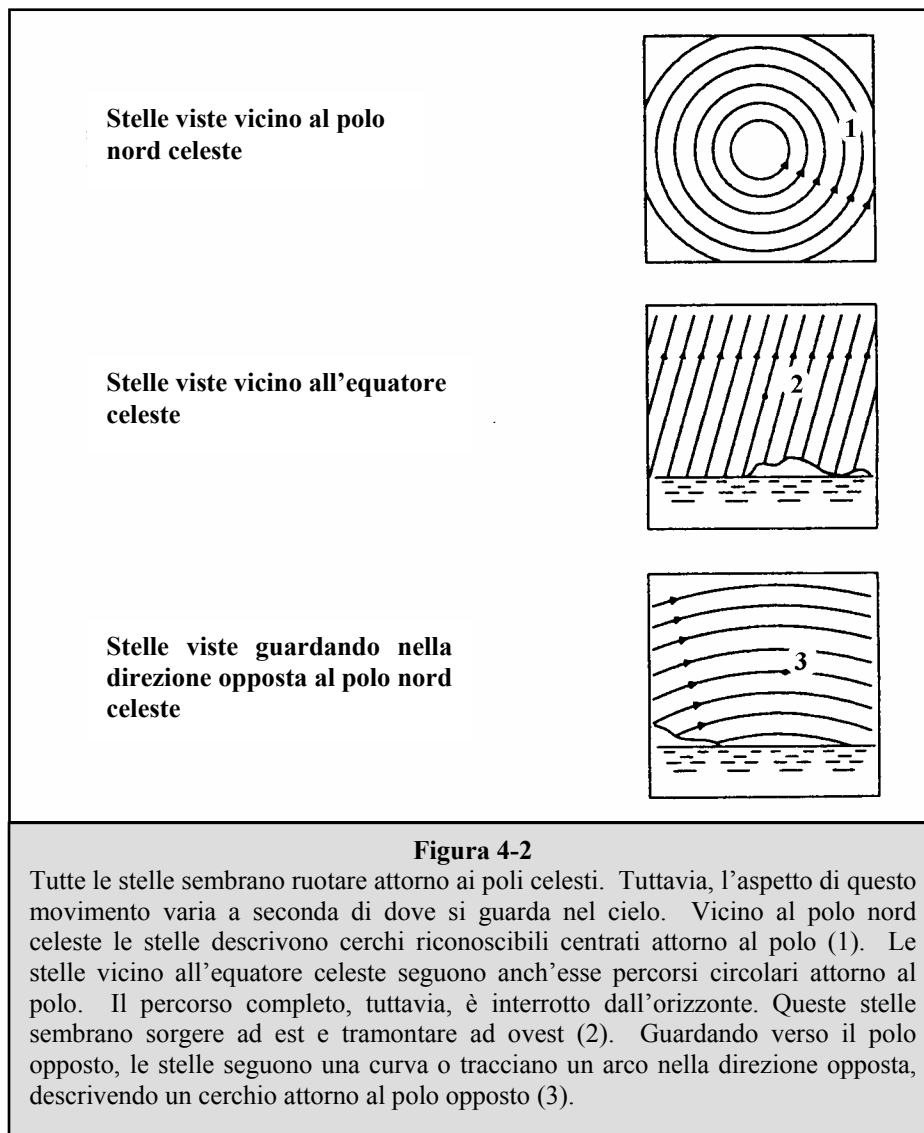 Stelle viste vicino al polo
nord celeste
1
Stelle viste vicino all’equatore
celeste
2
Stelle viste guardando nella
direzione opposta al polo nord
celeste
3
Figura 4-2
Tutte le stelle sembrano ruotare attorno ai poli celesti. Tuttavia, l’aspetto di questo
movimento varia a seconda di dove si guarda nel cielo. Vicino al polo nord
celeste le stelle descrivono cerchi riconoscibili centrati attorno al polo (1). Le
stelle vicino all’equatore celeste seguono anch’esse percorsi circolari attorno al
polo. Il percorso completo, tuttavia, è interrotto dall’orizzonte. Queste stelle
sembrano sorgere ad est e tramontare ad ovest (2). Guardando verso il polo
opposto, le stelle seguono una curva o tracciano un arco nella direzione opposta,
descrivendo un cerchio attorno al polo opposto (3).